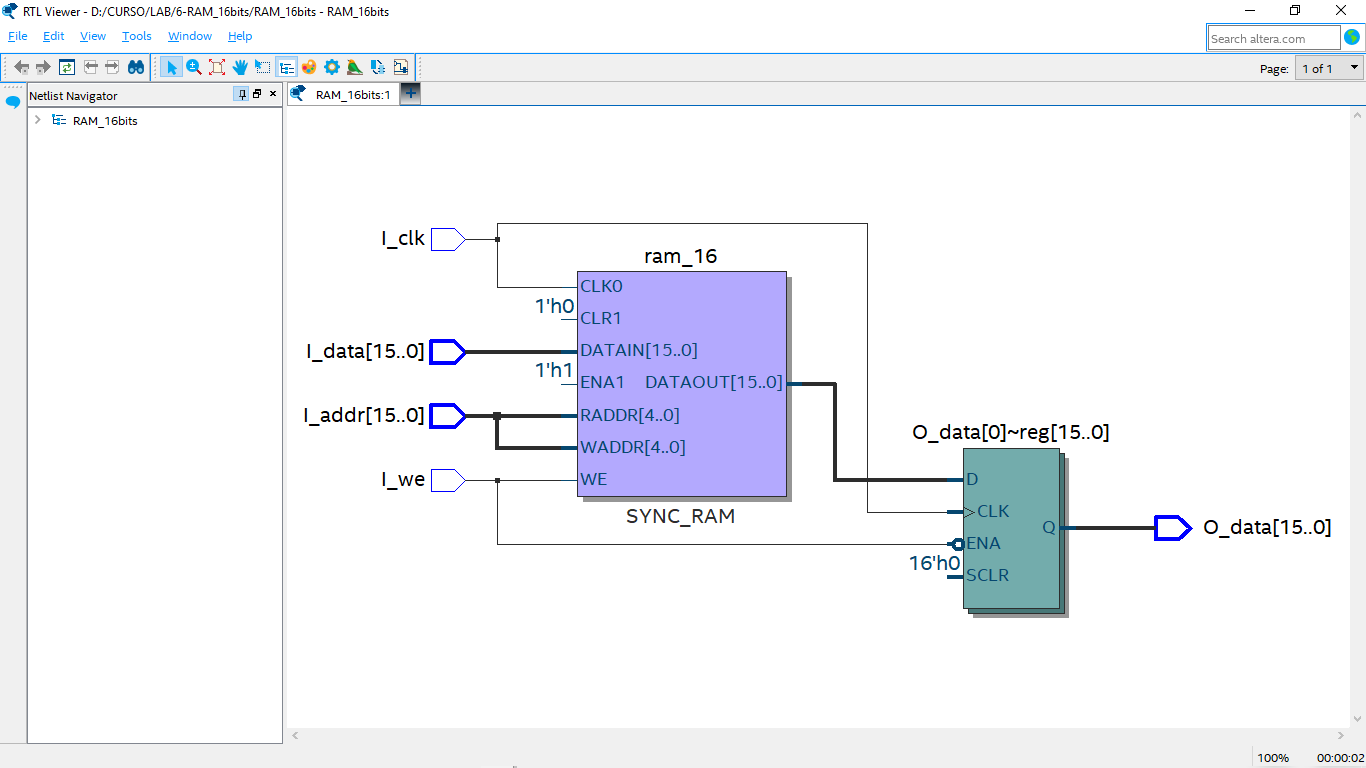 RTL Viewer - D:/CURSO/LAB/6-RAM_16bits/RAM_16bits - RAM_16bits
File Edit View Tools Window Help
Search altera.com
Page: 1 of 1
Netlist Navigator
RAM_16bits:1
RAM_16bits
I_clk
ram_16
CLK0
1'h0
CLR1
I_data[15..0]
DATAIN[15..0]
1'h1
ENA1 DATAOUT[15..0]
I_addr[15..0]
RADDR[4..0]
O_data[0]~reg[15..0]
WADDR[4..0]
I_we
WE
D
SYNC_RAM
CLK
Q
O_data[15..0]
ENA
16'h0
SCLR
100% 00:00:02